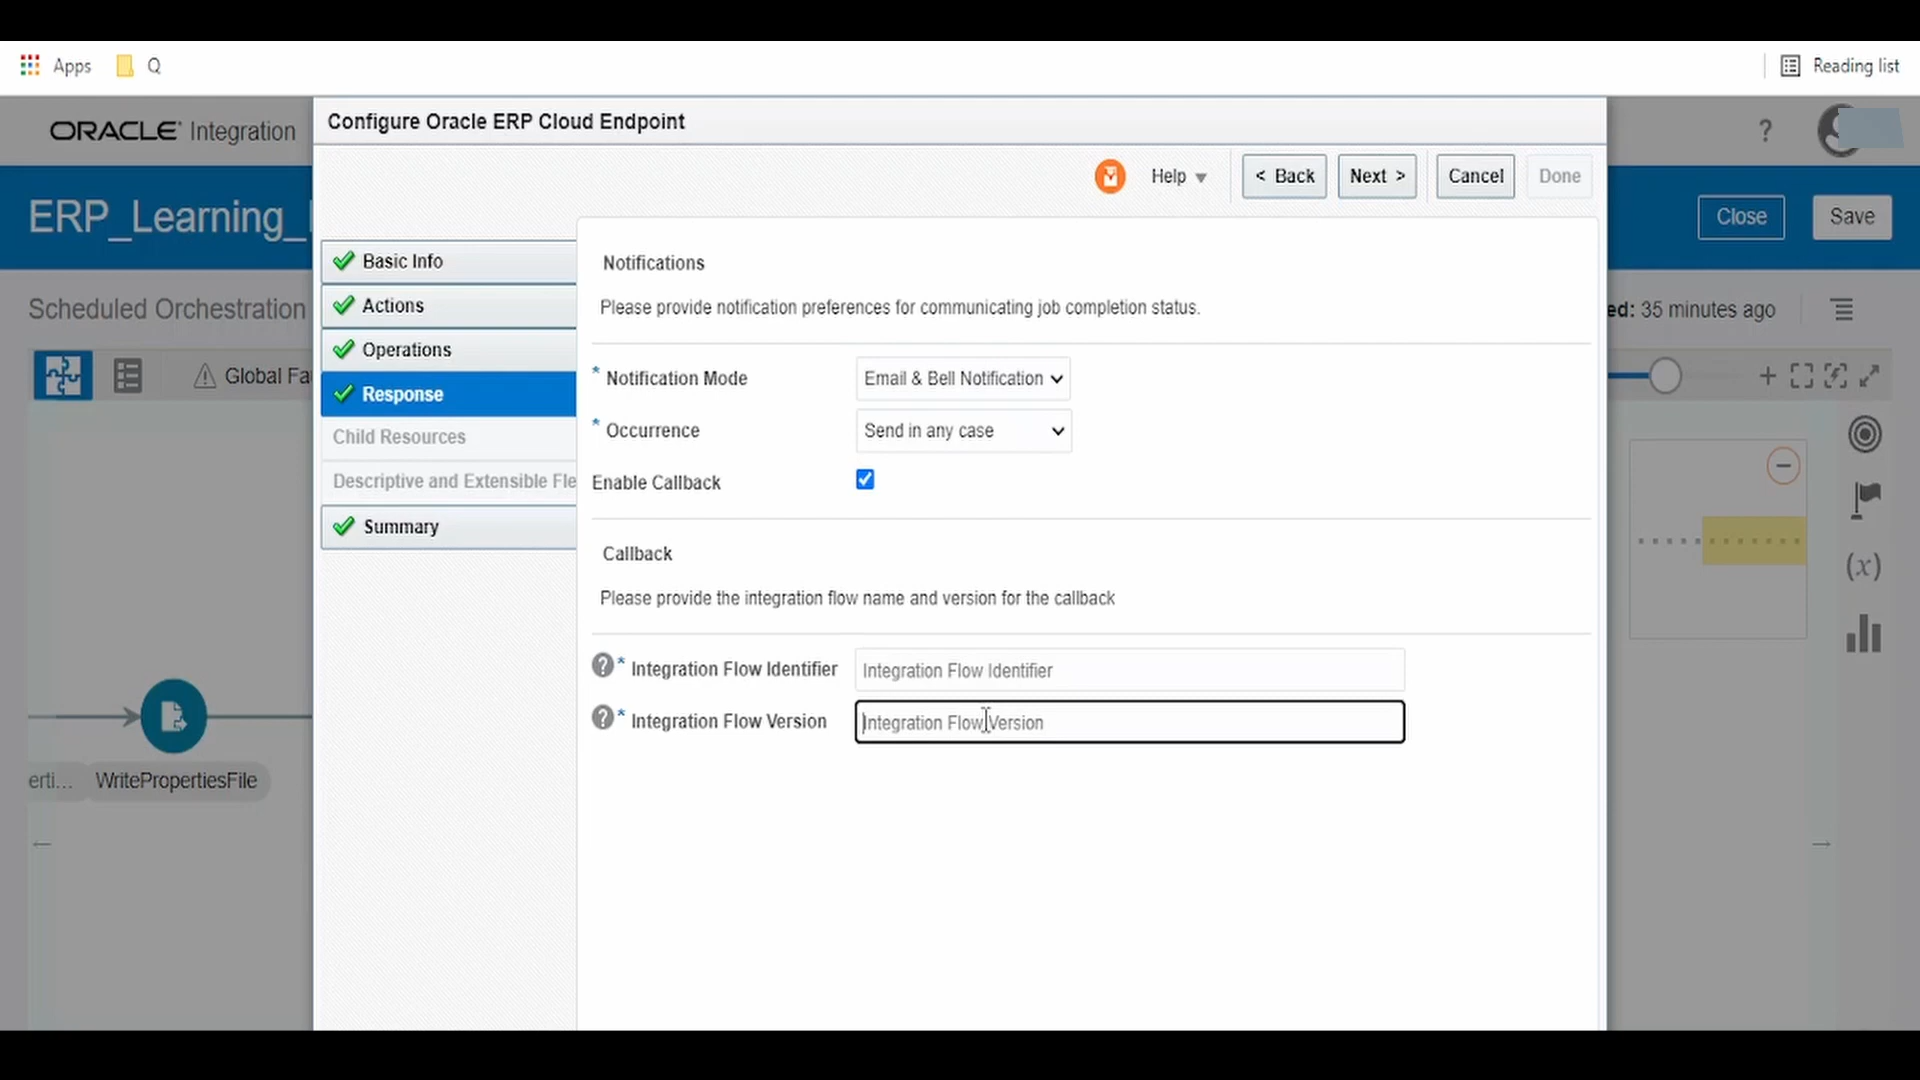 Apps
Q
Reading list
Configure Oracle ERP Cloud Endpoint
ORACLE Integration
?
Help
< Back
Next >
Cancel
Done
ERP_Learning_
Close
Save
Basic Info
Notifications
Actions
Please provide notification preferences for communicating job completion status.
Scheduled Orchestration
ed: 35 minutes ago
Operations
Global Fa
* Notification Mode
Email & Bell Notification
Response
* Occurrence
Send in any case
Child Resources
Descriptive and Extensible Fle
Enable Callback
Summary
Callback
(x)
Please provide the integration flow name and version for the callback
? * Integration Flow Identifier
Integration Flow Identifier
? * Integration Flow Version
Integration Flow Version
erti...
WritePropertiesFile